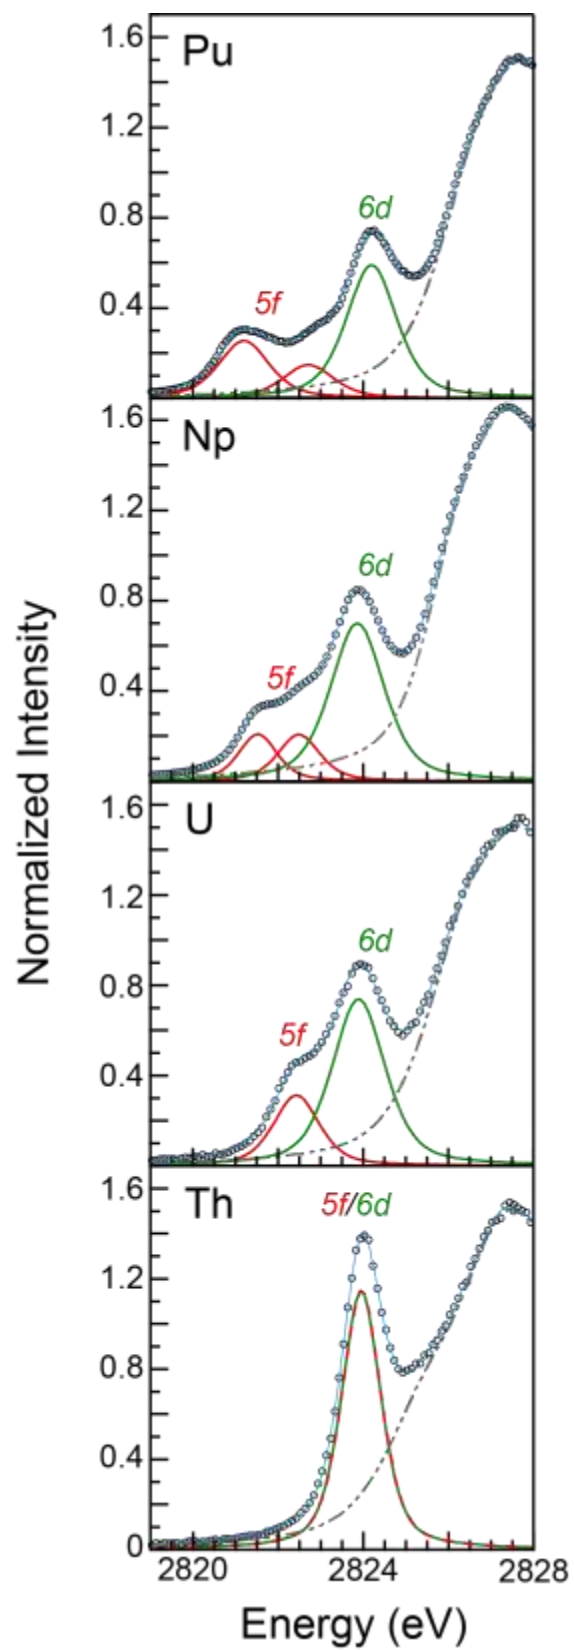 Normalized Intensity
Pu
1.6
1.2
0.8
0.4
5f
6d
Np
1.6
1.2
0.8
0.4
5f
6d
U
1.6
1.2
0.8
0.4
5f
6d
Th
1.6
1.2
0.8
0.4
0
5f/6d
2820 2824 2828
Energy (eV)